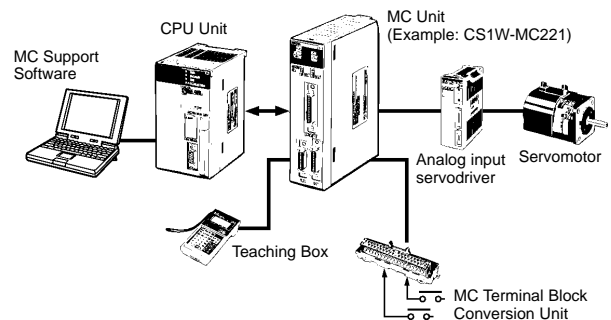 CPU Unit
MC Unit
(Example: CS1W-MC221)
MC Support
Software
Analog input
servodriver
Servomotor
Teaching Box
MC Terminal Block
Conversion Unit